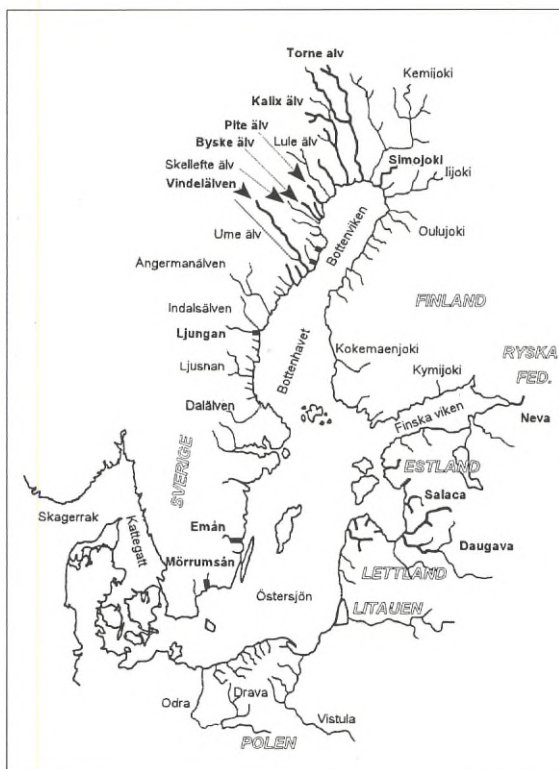 Torne alv
Kemijoki
Kalix älv
Pite älv
Byske älv
Lule älv
Skellefte älv
Simojoki
Vindelälven
Iijoki
Ume älv
Bottenviken
Oulujoki
Angermanälven
FINLAND
Indalsälven
Ljungan
Bottenhavet
Kokemaenjoki
RYSKA
FED.
Ljusnan
Kymijoki
Dalälven
Finska viken
Neva
SVERIGE
ESTLAND
Salaca
Skagerrak
Kattegatt
Emån
Daugava
Mörrumsån
LETTLAND
Östersjön
LITAUEN
Odra
Drava
Vistula
POLEN